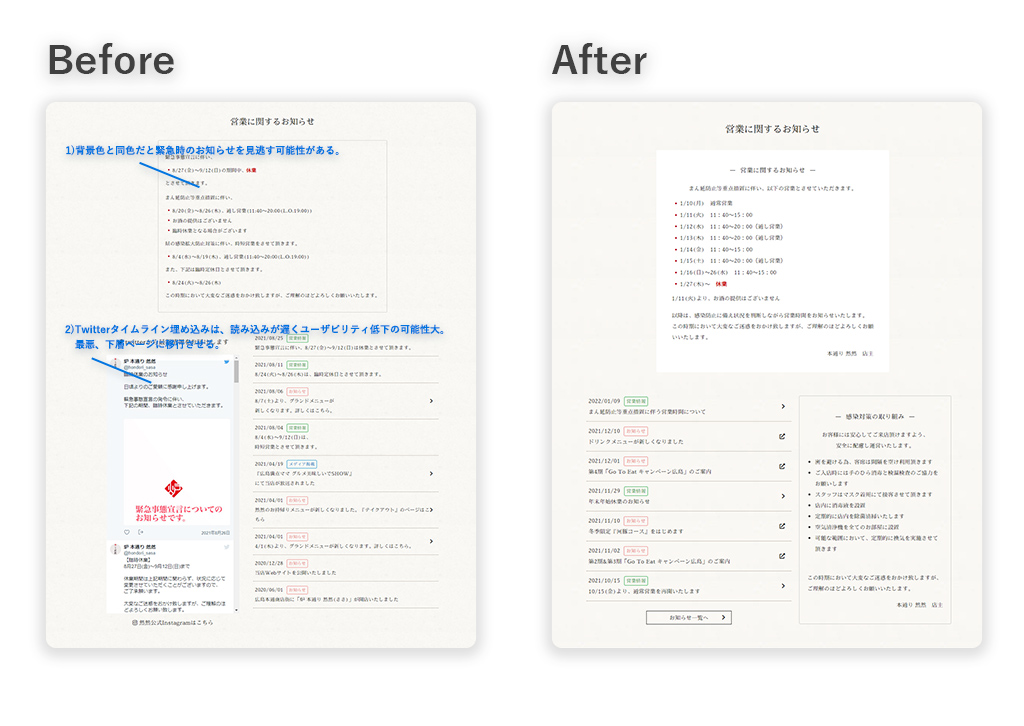 Before
営業に関するお知らせ
1)背景色と同色だと緊急時のお知らせを見逃す可能性がある。
緊急事態宣言に伴い、
8/27(金)～9/12(日)の期間中、休業
とさせて頂きます。
まん延防止等重点措置に伴い、
8/20(金)～8/26(木)、通し営業(11:40～20:00(L.O.19:00))
お酒の提供はございません
臨時休業となる場合がございます
県の感染拡大防止対策に伴い、時短営業をさせて頂きます。
8/4(水)～8/19(木)、通し営業(11:40～20:00(L.O.19:00))
また、下記は臨時定休日とさせて頂きます。
8/24(火)～8/26(木)
この時期において大変なご迷惑をおかけ致しますが、ご理解のほどよろしくお願いいたします。
2)Twitterタイムライン埋め込みは、読み込みが遅くユーザビリティ低下の可能性大。
最悪、下層ページに移行させる。
炉 本通り 然然
@hondori_sasa
臨時休業のお知らせ
日頃よりのご愛顧に感謝申し上げます。
緊急事態宣言の発令に伴い、
下記の期間、臨時休業とさせていただきます。
緊急事態宣言についての
お知らせです。
2021年8月26日
炉 本通り 然然
@hondori_sasa
【臨時休業】
8月27日(金)～9月12日(日)まで
休業期間は上記期間に関わらず、状況に応じて
変更させていただくことがございますので、
ご了承願います。
大変なご迷惑をおかけ致しますが、ご理解のほ
どよろしくお願い致します。
然然公式Instagramはこちら
2021/08/25 営業情報
緊急事態宣言に伴い、8/27(金)～9/12(日)は休業とさせて頂きます。
2021/08/11 営業情報
8/24(火)～8/26(木)は、臨時定休日とさせて頂きます。
2021/08/06 お知らせ
8/7(土)より、グランドメニューが
新しくなります。詳しくはこちら。
2021/08/04 営業情報
8/4(水)～9/12(日)は、
時短営業とさせて頂きます。
2021/04/19 メディア掲載
『広島満点ママ グルメ美味しいでSHOW』
にて当店が放送されました
2021/04/01 お知らせ
然然のお持帰りメニューが新しくなりました。『テイクアウト』のページはこ
ちら
2021/04/01 お知らせ
4/1(木)より、グランドメニューが新しくなります。詳しくはこちら。
2020/12/28 お知らせ
当店Webサイトを公開いたしました
2020/06/01 お知らせ
広島本通商店街に「炉 本通り 然然(ささ)」が開店いたしました
After
営業に関するお知らせ
― 営業に関するお知らせ ―
まん延防止等重点措置に伴い、以下の営業とさせていただきます。
1/10(月) 通常営業
1/11(火) 11：40～15：00
1/12(水) 11：40～20：00（通し営業）
1/13(木) 11：40～20：00（通し営業）
1/14(金) 11：40～15：00
1/15(土) 11：40～20：00（通し営業）
1/16(日)～26(水) 11：40～15：00
1/27(木)～ 休業
1/11(火)より、お酒の提供はございません
以降は、感染防止に備え状況を判断しながら営業時間をお知らせいたします。
この時期において大変なご迷惑をおかけ致しますが、ご理解のほどよろしくお願
いいたします。
本通り 然然 店主
2022/01/09 営業情報
まん延防止等重点措置に伴う営業時間について
2021/12/10 お知らせ
ドリンクメニューが新しくなりました
2021/12/01 お知らせ
第4期「Go To Eat キャンペーン広島」のご案内
2021/11/29 営業情報
年末年始休業のお知らせ
2021/11/10 お知らせ
冬季限定『河豚コース』をはじめます
2021/11/02 お知らせ
第2期&第3期「Go To Eat キャンペーン広島」のご案内
2021/10/15 営業情報
10/15(金)より、通常営業を再開いたします
お知らせ一覧へ
― 感染対策の取り組み ―
お客様には安心してご来店頂けますよう、
安全に配慮し運営いたします。
密を避ける為、客席は間隔を空け利用頂きます
ご入店時には手のひら消毒と検温検査のご協力を
お願いします
スタッフはマスク着用にて接客させて頂きます
店内に消毒液を設置
定期的に店内を除菌清掃いたします
空気清浄機を全てのお部屋に設置
可能な範囲において、定期的に換気を実施させて
頂きます
この時期において大変なご迷惑をおかけ致しますが、
ご理解のほどよろしくお願いいたします。
本通り 然然 店主